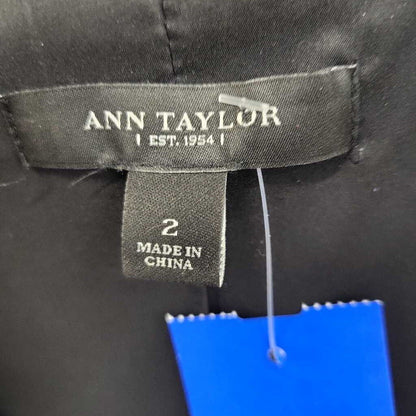 ANN TAYLOR
| EST. 1954 |
2
MADE IN
CHINA